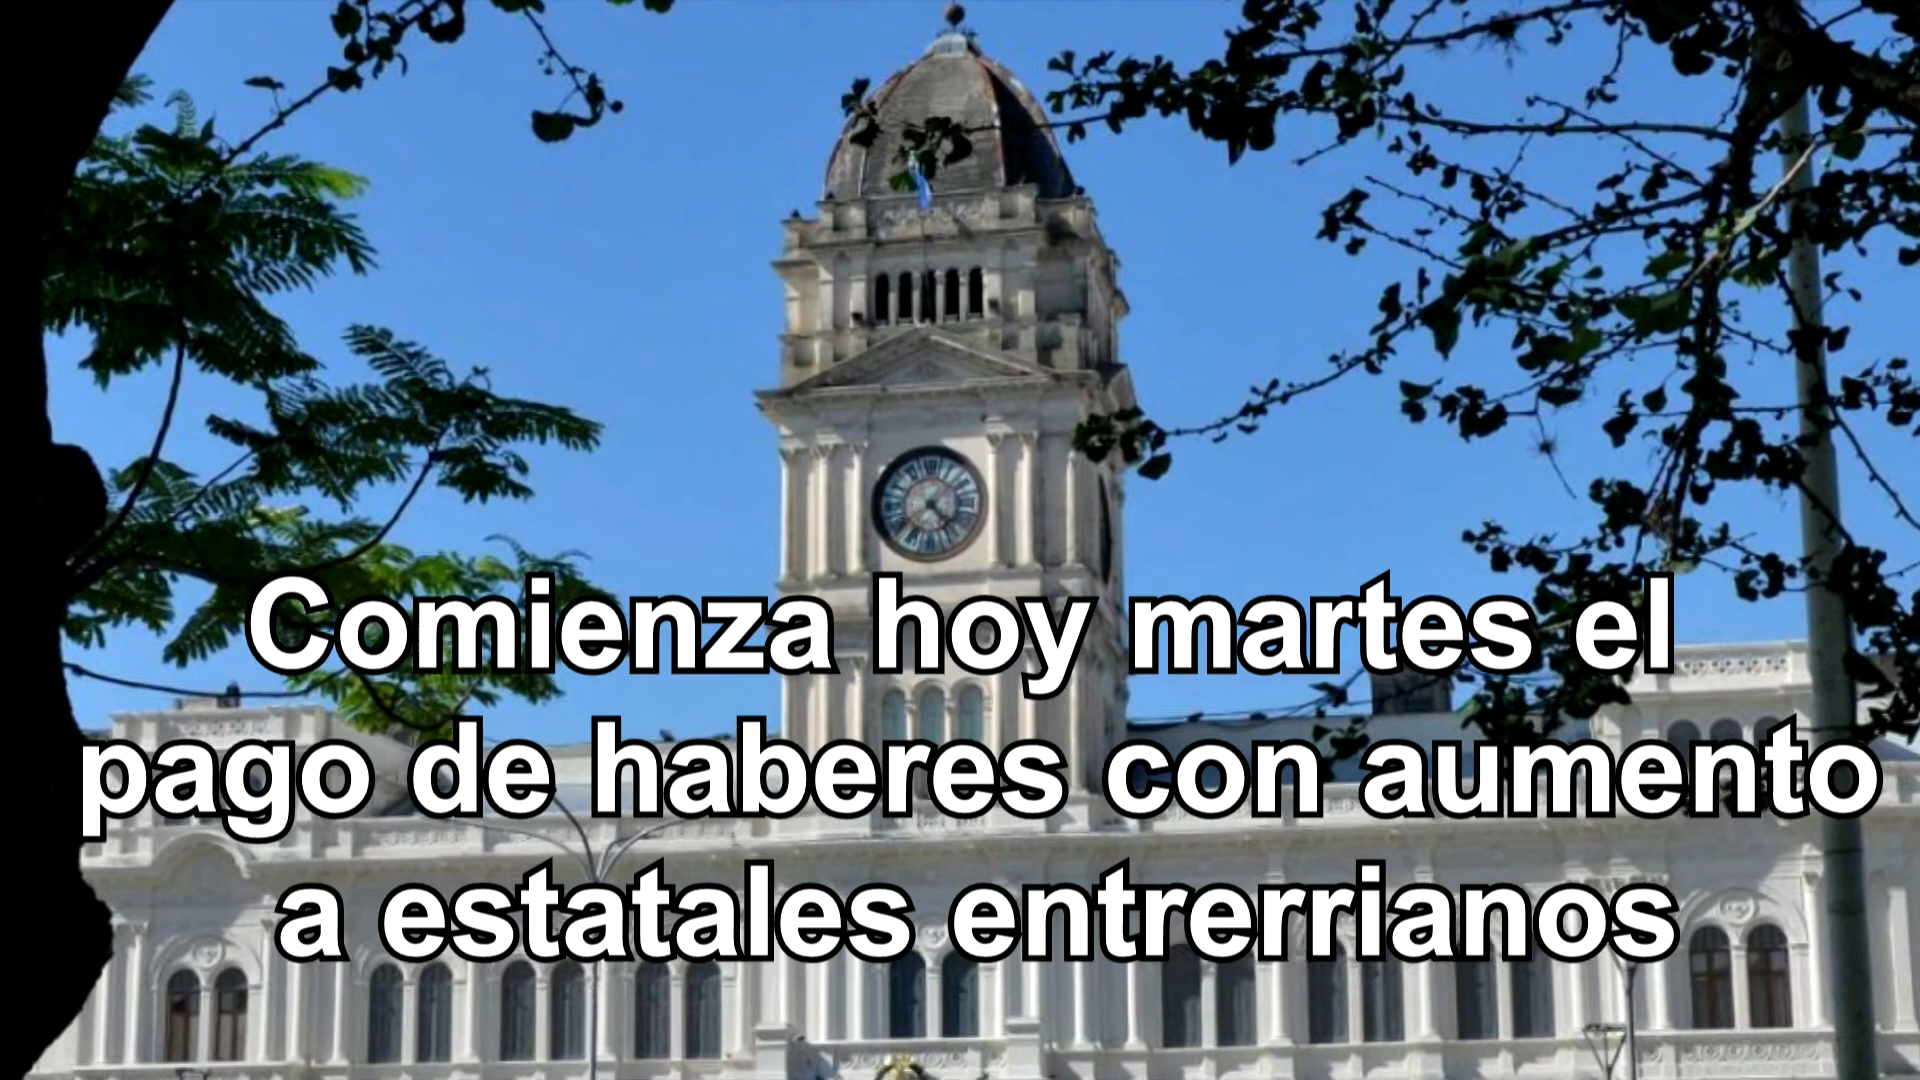 Comienza hoy martes el
pago de haberes con aumento
a estatales entrerrianos